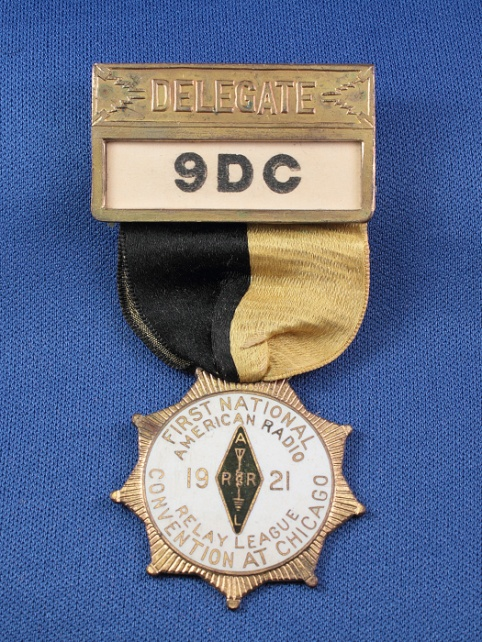 DELEGATE
9DC
FIRST NATIONAL
AMERICAN RADIO
19 21
A
R R
L
RELAY LEAGUE
CONVENTION AT CHICAGO